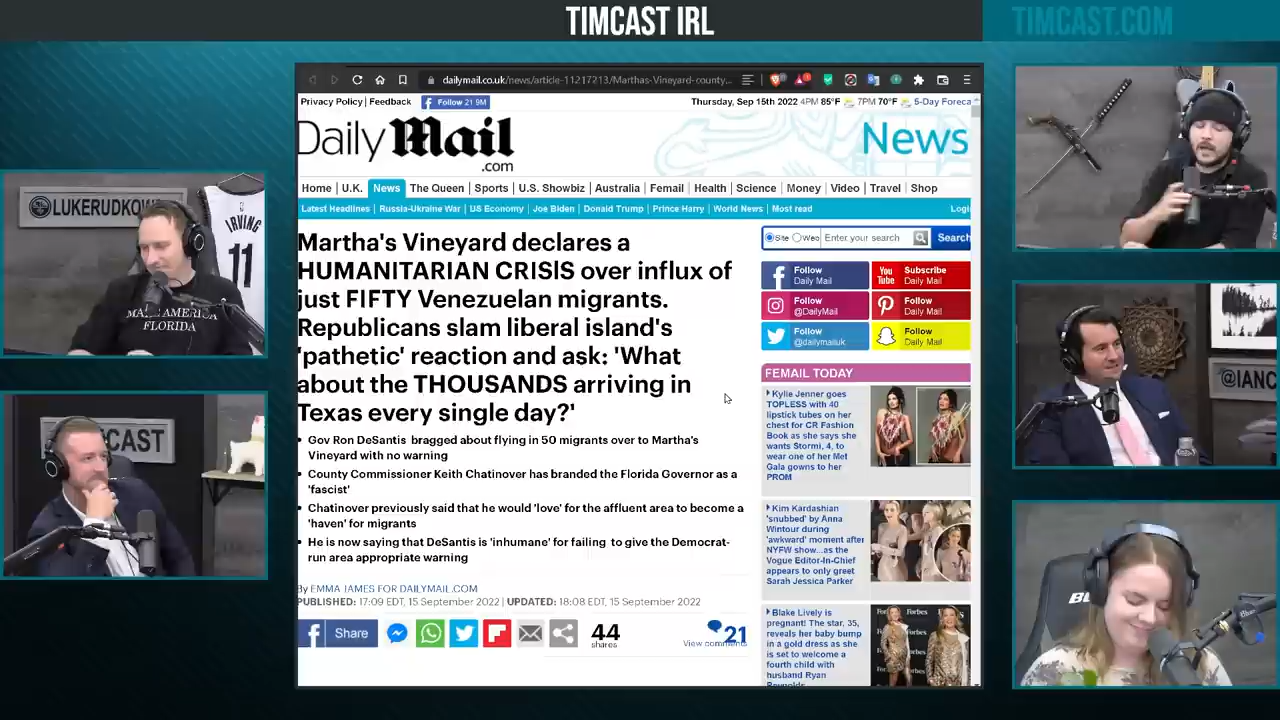 TIMCAST IRL
TIMCAST.COM
LUKERUDKOW
IRVING
11
MAKE AMERICA
FLORIDA
CAST
@IANC
dailymail.co.uk/news/article-11217213/Marthas-Vineyard-county...
Privacy Policy | Feedback
Follow 21.9M
Thursday, Sep 15th 2022 4PM 85°F 7PM 70°F 5-Day Foreca
Daily Mail
.com
News
Home | U.K. News The Queen | Sports | U.S. Showbiz | Australia | Femail | Health | Science | Money | Video | Travel | Shop
Latest Headlines | Russia-Ukraine War | US Economy | Joe Biden | Donald Trump | Prince Harry | World News | Most read Logi
Martha's Vineyard declares a
HUMANITARIAN CRISIS over influx of
just FIFTY Venezuelan migrants.
Republicans slam liberal island's
'pathetic' reaction and ask: 'What
about the THOUSANDS arriving in
Texas every single day?'
Gov Ron DeSantis bragged about flying in 50 migrants over to Martha's
Vineyard with no warning
County Commissioner Keith Chatinover has branded the Florida Governor as a
'fascist'
Chatinover previously said that he would 'love' for the affluent area to become a
'haven' for migrants
He is now saying that DeSantis is 'inhumane' for failing to give the Democrat-
run area appropriate warning
By EMMA JAMES FOR DAILYMAIL.COM
PUBLISHED: 17:09 EDT, 15 September 2022 | UPDATED: 18:08 EDT, 15 September 2022
Share
44
shares
21
View comments
Site Web Enter your search Search
Follow
Daily Mail
Subscribe
Daily Mail
Follow
@DailyMail
Follow
Daily Mail
Follow
@dailymailuk
Follow
Daily Mail
FEMAIL TODAY
Kylie Jenner goes
TOPLESS with 40
lipstick tubes on her
chest for CR Fashion
Book as she says she
wants Stormi, 4, to
wear one of her Met
Gala gowns to her
PROM
Kim Kardashian
'snubbed' by Anna
Wintour during
'awkward' moment after
NYFW show...as the
Vogue Editor-In-Chief
appears to only greet
Sarah Jessica Parker
Blake Lively is
pregnant! The star, 35,
reveals her baby bump
in a gold dress as she
is set to welcome a
fourth child with
husband Ryan
Reynolds